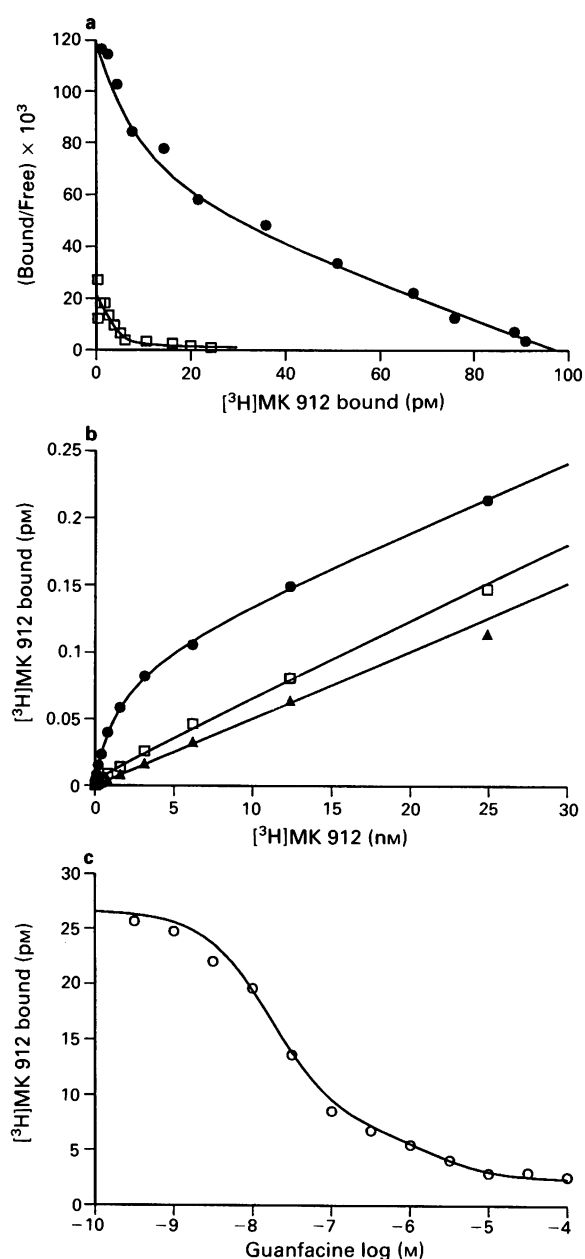 a
120
100
80
60
40
20
0
(Bound/Free) × 10³
0 20 40 60 80 100
[³H]MK 912 bound (pM)
b
0.25
0.2
0.15
0.1
0.05
0
[³H]MK 912 bound (pM)
0 5 10 15 20 25 30
[³H]MK 912 (nM)
c
30
25
20
15
10
5
0
[³H]MK 912 bound (pM)
−10 −9 −8 −7 −6 −5 −4
Guanfacine log (M)